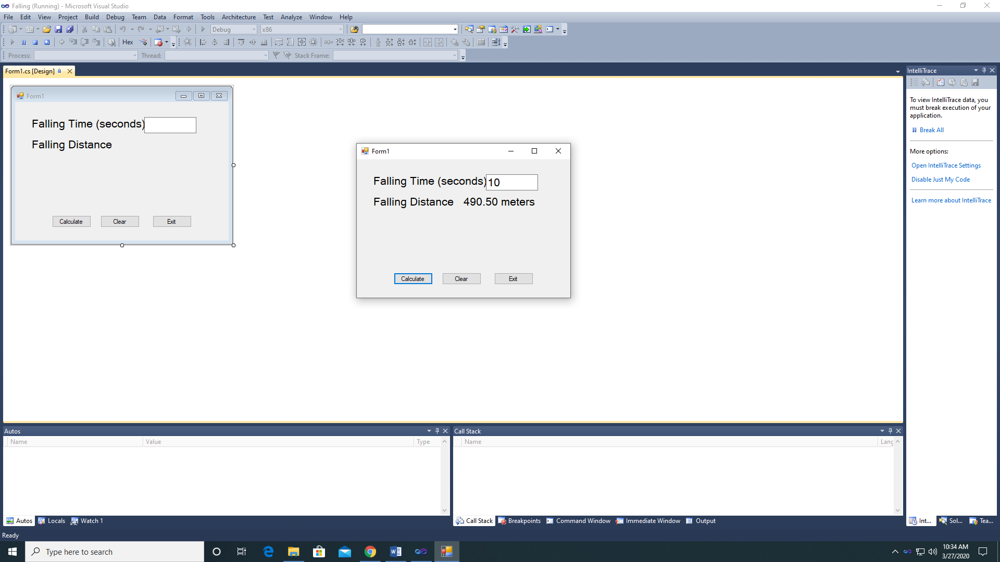 Falling (Running) - Microsoft Visual Studio
File Edit View Project Build Debug Team Data Format Tools Architecture Test Analyze Window Help
Debug x86
Hex
Process: Thread: Stack Frame:
Form1.cs [Design]
Form1
Falling Time (seconds)
Falling Distance
Calculate Clear Exit
Form1
Falling Time (seconds) 10
Falling Distance 490.50 meters
Calculate Clear Exit
IntelliTrace
To view IntelliTrace data, you
must break execution of your
application.
Break All
More options:
Open IntelliTrace Settings
Disable Just My Code
Learn more about IntelliTrace
Autos
Name Value Type
Call Stack
Name Lang
Autos Locals Watch 1
Call Stack Breakpoints Command Window Immediate Window Output
Int... Sol... Tea...
Ready
Type here to search
10:34 AM
3/27/2020